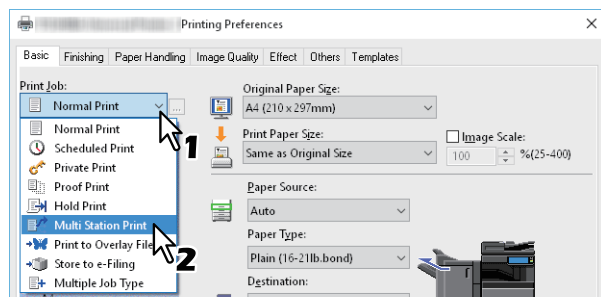 Printing Preferences
Basic Finishing Paper Handling Image Quality Effect Others Templates
Print Job:
Normal Print
...
Normal Print
Scheduled Print
Private Print
Proof Print
Hold Print
Multi Station Print
Print to Overlay File
Store to e-Filing
Multiple Job Type
1
2
Original Paper Size:
A4 (210 x 297mm)
Print Paper Size:
Same as Original Size
Image Scale:
100 %(25-400)
Paper Source:
Auto
Paper Type:
Plain (16-21lb.bond)
Destination: